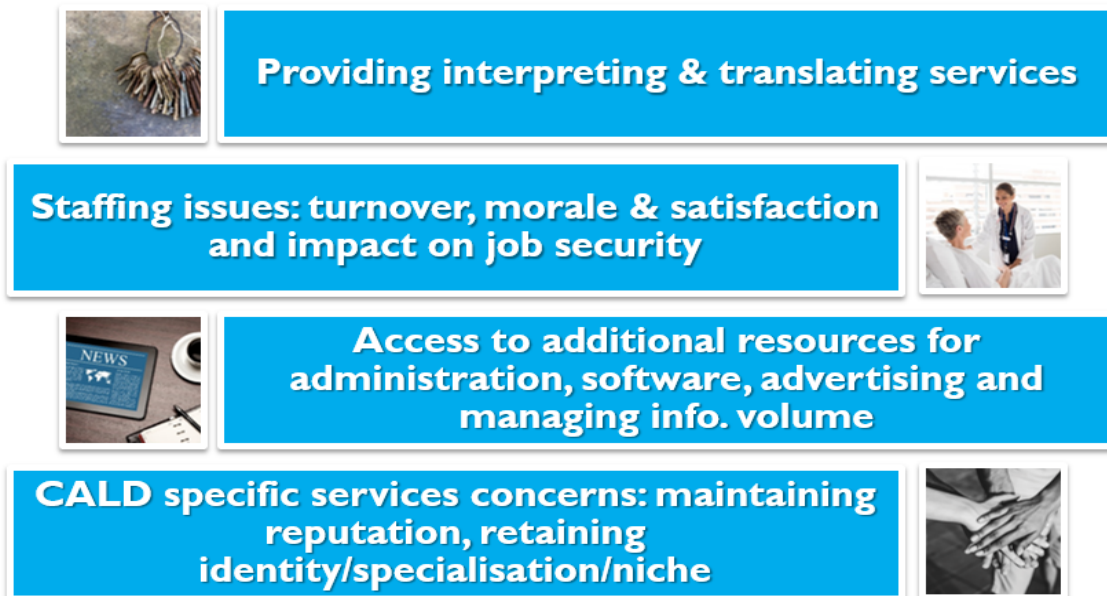 Providing interpreting & translating services
Staffing issues: turnover, morale & satisfaction
and impact on job security
NEWS
Access to additional resources for
administration, software, advertising and
managing info. volume
CALD specific services concerns: maintaining
reputation, retaining
identity/specialisation/niche